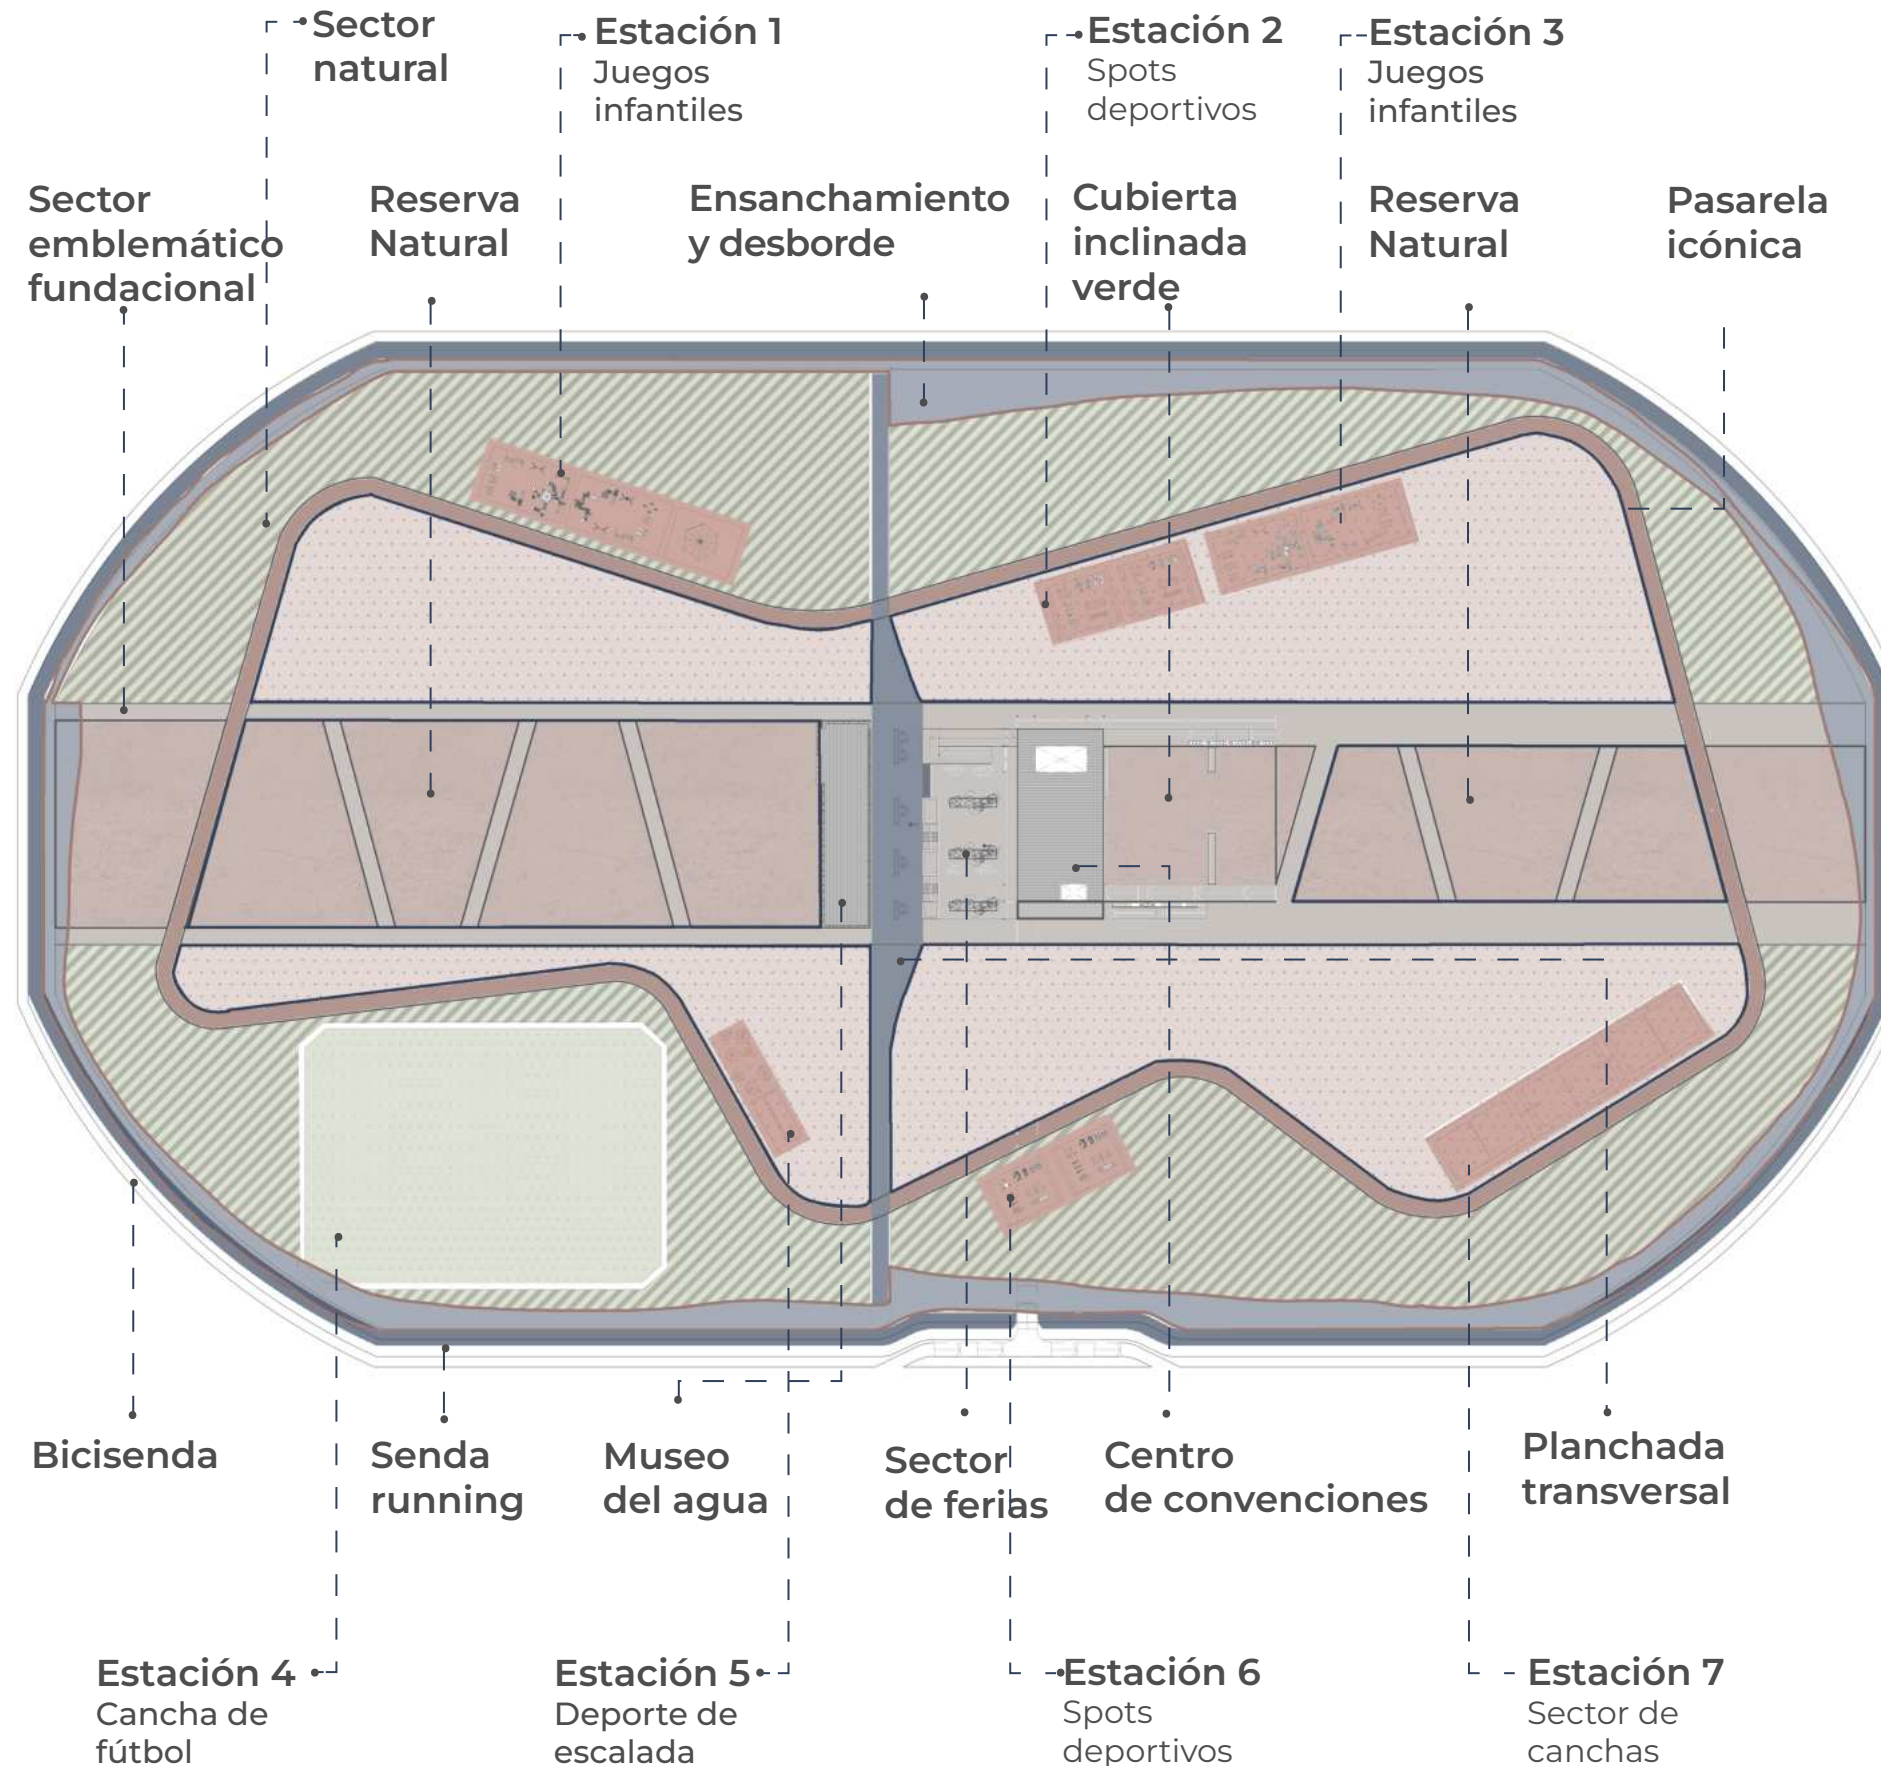 Sector
natural
Estación 1
Juegos
infantiles
Estación 2
Spots
deportivos
Estación 3
Juegos
infantiles
Sector
emblemático
fundacional
Reserva
Natural
Ensanchamiento
y desborde
Cubierta
inclinada
verde
Reserva
Natural
Pasarela
icónica
Bicisenda
Senda
running
Museo
del agua
Sector
de ferias
Centro
de convenciones
Planchada
transversal
Estación 4
Cancha de
fútbol
Estación 5
Deporte de
escalada
Estación 6
Spots
deportivos
Estación 7
Sector de
canchas